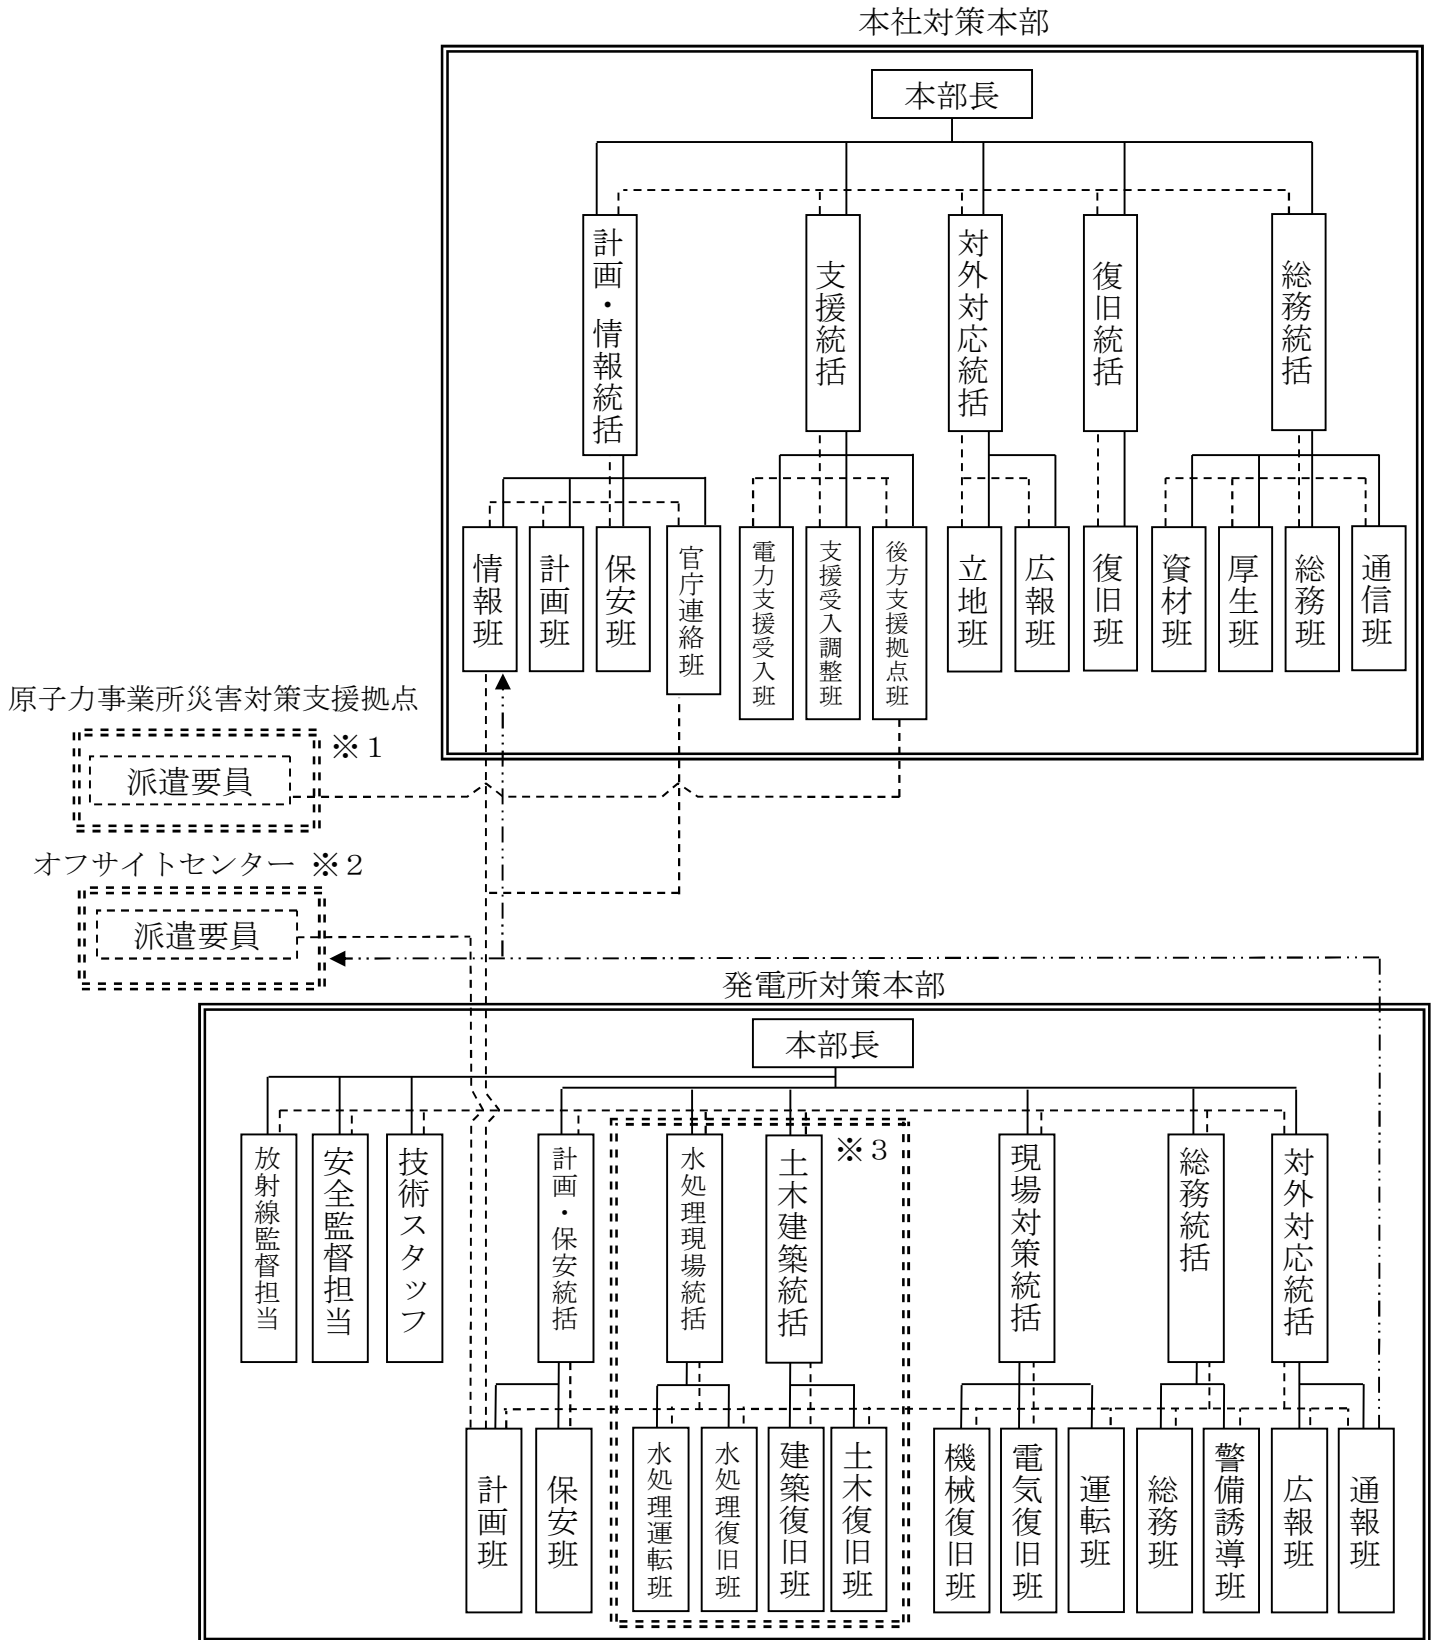 本社対策本部
本部長
計画・情報統括
支援統括
対外対応統括
復旧統括
総務統括
情報班
計画班
保安班
官庁連絡班
電力支援受入班
支援受入調整班
後方支援拠点班
立地班
広報班
復旧班
資材班
厚生班
総務班
通信班
原子力事業所災害対策支援拠点
※1
派遣要員
オフサイトセンター ※2
派遣要員
発電所対策本部
本部長
放射線監督担当
安全監督担当
技術スタッフ
計画・保安統括
水処理現場統括
土木建築統括
※3
現場対策統括
総務統括
対外対応統括
計画班
保安班
水処理運転班
水処理復旧班
建築復旧班
土木復旧班
機械復旧班
電気復旧班
運転班
総務班
警備誘導班
広報班
通報班